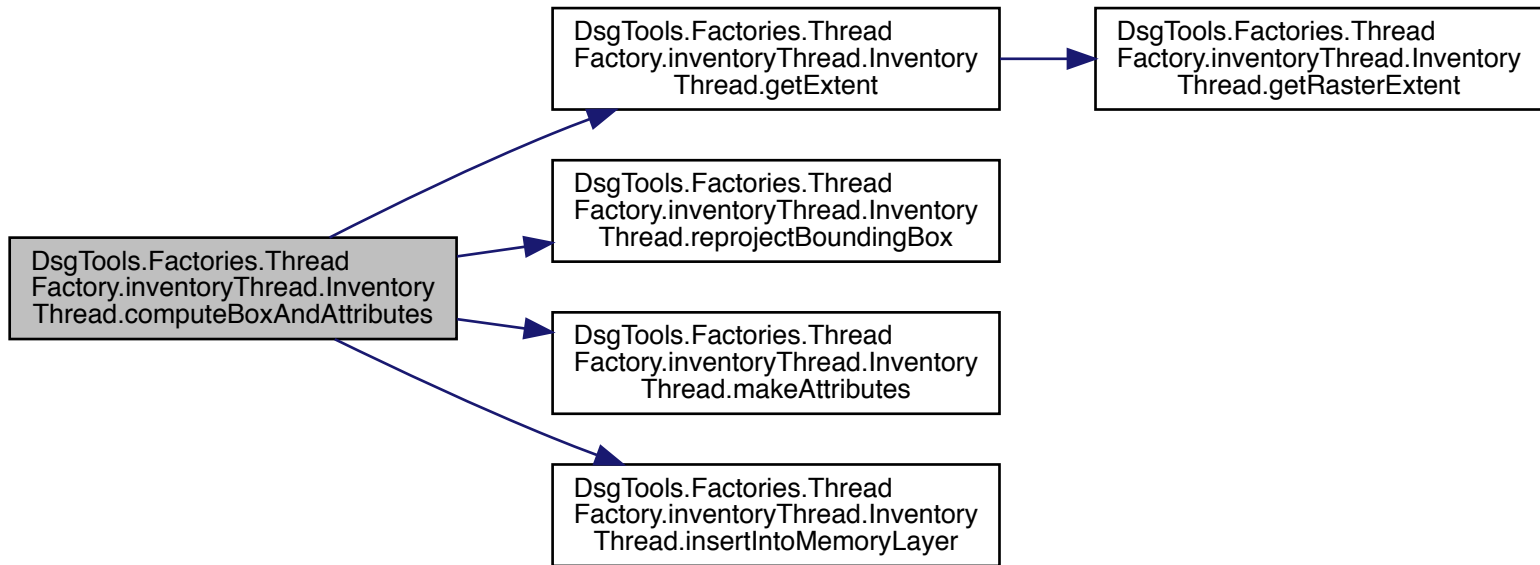 DsgTools.Factories.Thread
Factory.inventoryThread.Inventory
Thread.getExtent
DsgTools.Factories.Thread
Factory.inventoryThread.Inventory
Thread.getRasterExtent
DsgTools.Factories.Thread
Factory.inventoryThread.Inventory
Thread.reprojectBoundingBox
DsgTools.Factories.Thread
Factory.inventoryThread.Inventory
Thread.computeBoxAndAttributes
DsgTools.Factories.Thread
Factory.inventoryThread.Inventory
Thread.makeAttributes
DsgTools.Factories.Thread
Factory.inventoryThread.Inventory
Thread.insertIntoMemoryLayer